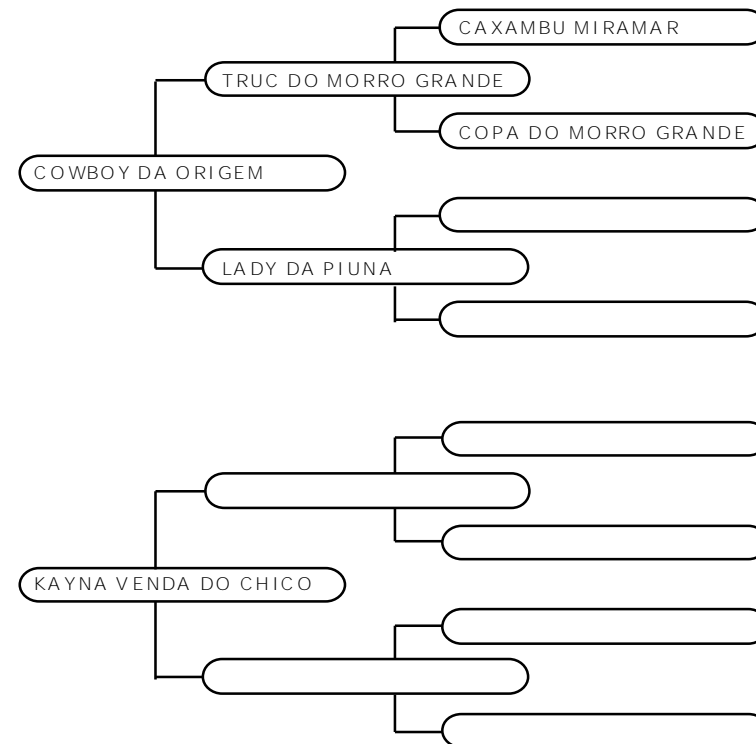 CAXAMBU MIRAMAR
TRUC DO MORRO GRANDE
COPA DO MORRO GRANDE
COWBOY DA ORIGEM
LADY DA PIUNA
KAYNA VENDA DO CHICO